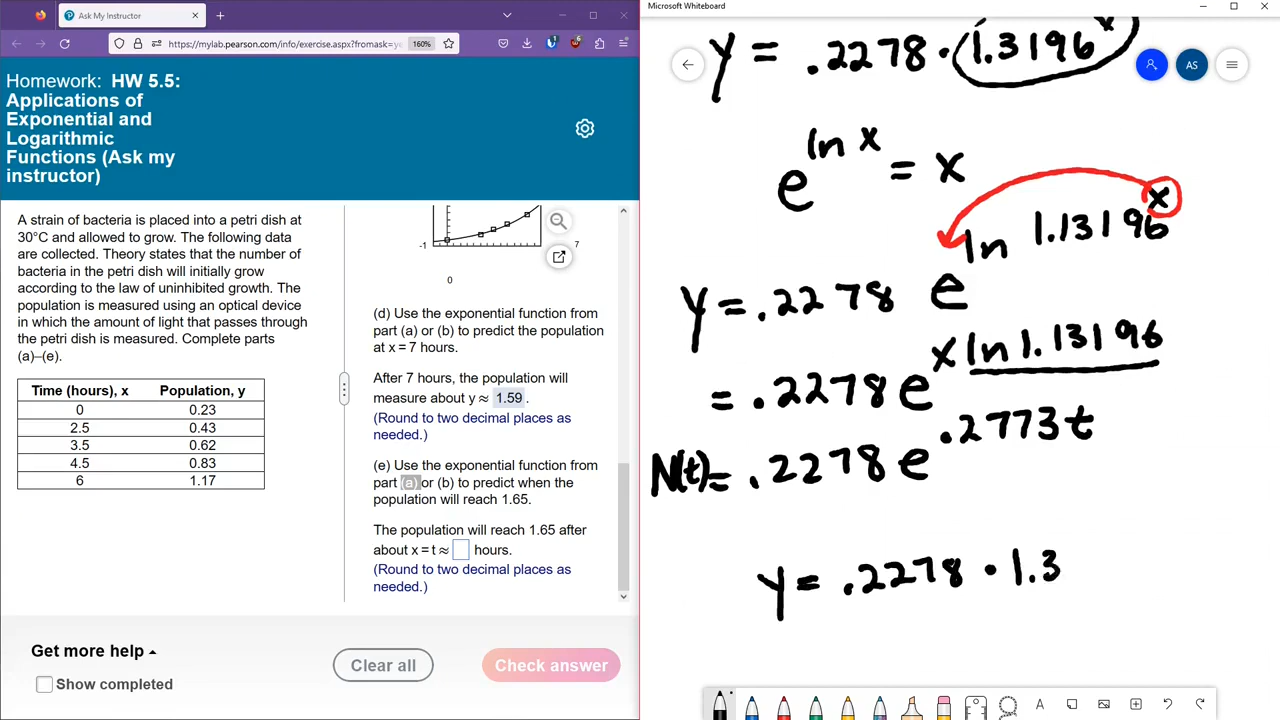 Ask My Instructor
https://mylab.pearson.com/info/exercise.aspx?fromask=y
160%
Homework: HW 5.5:
Applications of
Exponential and
Logarithmic
Functions (Ask my
instructor)
A strain of bacteria is placed into a petri dish at
30°C and allowed to grow. The following data
are collected. Theory states that the number of
bacteria in the petri dish will initially grow
according to the law of uninhibited growth. The
population is measured using an optical device
in which the amount of light that passes through
the petri dish is measured. Complete parts
(a)–(e).
Time (hours), x Population, y
0 0.23
2.5 0.43
3.5 0.62
4.5 0.83
6 1.17
-1 7
0
(d) Use the exponential function from
part (a) or (b) to predict the population
at x = 7 hours.
After 7 hours, the population will
measure about y ≈ 1.59 .
(Round to two decimal places as
needed.)
(e) Use the exponential function from
part (a) or (b) to predict when the
population will reach 1.65.
The population will reach 1.65 after
about x = t ≈ hours.
(Round to two decimal places as
needed.)
Get more help
Clear all
Check answer
Show completed
Microsoft Whiteboard
AS
y = .2278 · 1.3196^x
e^ln x = x
ln 1.13196^x
y = .2278 e
= .2278 e^x ln 1.13196
N(t) = .2278 e^.2773t
y = .2278 · 1.3
A